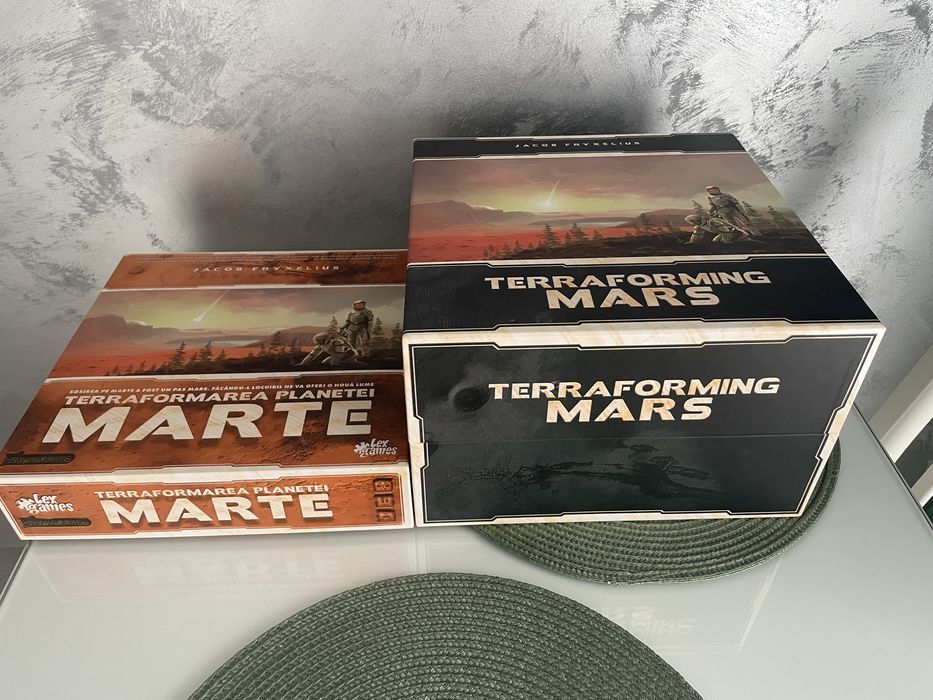 JACOB FRYXELIUS
SOSIREA PE MARTE A FOST UN PAS MARE. FĂCÂNDU-L LOCUIBIL NE VA OFERI O NOUĂ LUME
TERRAFORMAREA PLANETEI
MARTE
Lex
games
Lex
games
TERRAFORMAREA PLANETEI
MARTE
JACOB FRYXELIUS
TERRAFORMING
MARS
TERRAFORMING
MARS